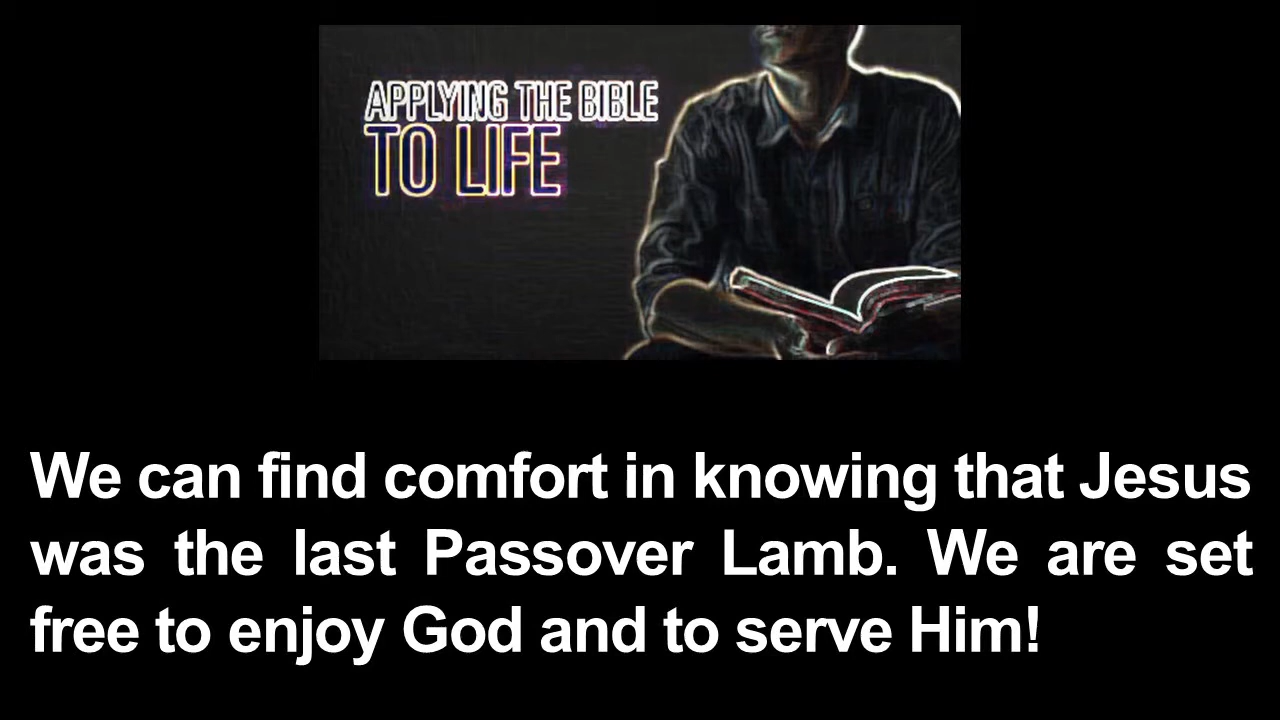 APPLYING THE BIBLE
TO LIFE
We can find comfort in knowing that Jesus
was the last Passover Lamb. We are set
free to enjoy God and to serve Him!